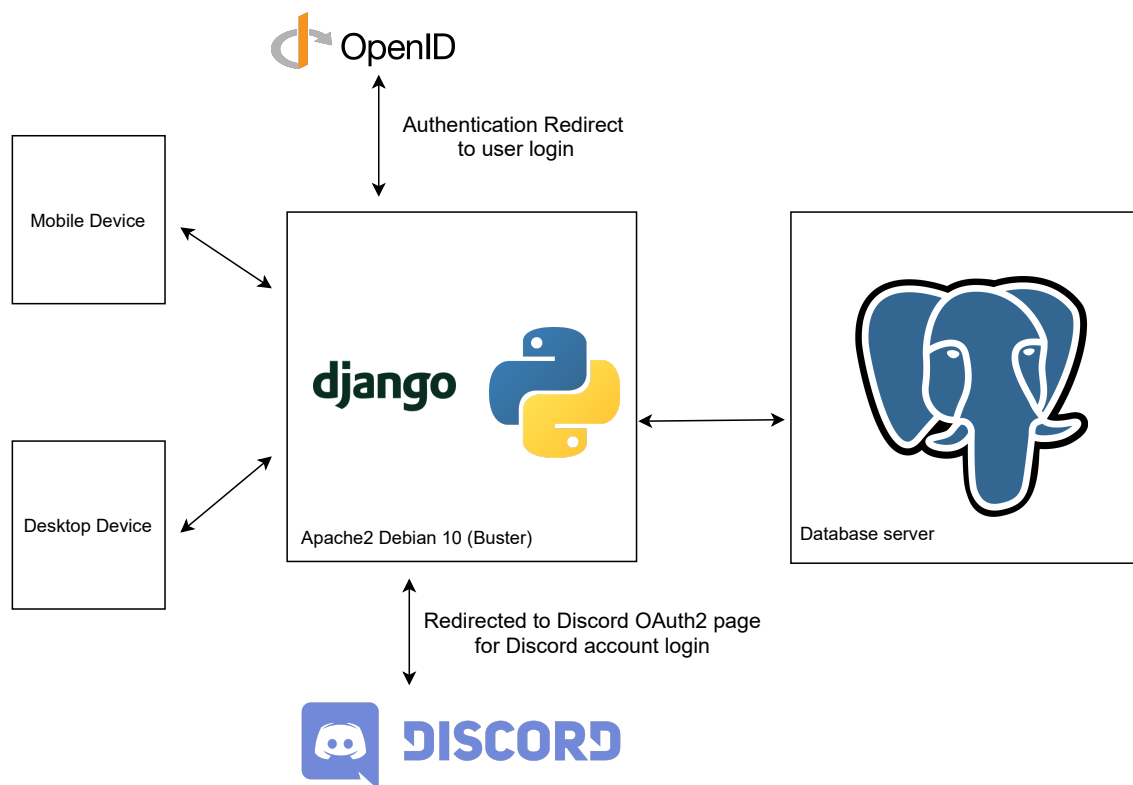 OpenID
Authentication Redirect
to user login
Mobile Device
django
Desktop Device
Apache2 Debian 10 (Buster)
Database server
Redirected to Discord OAuth2 page
for Discord account login
DISCORD